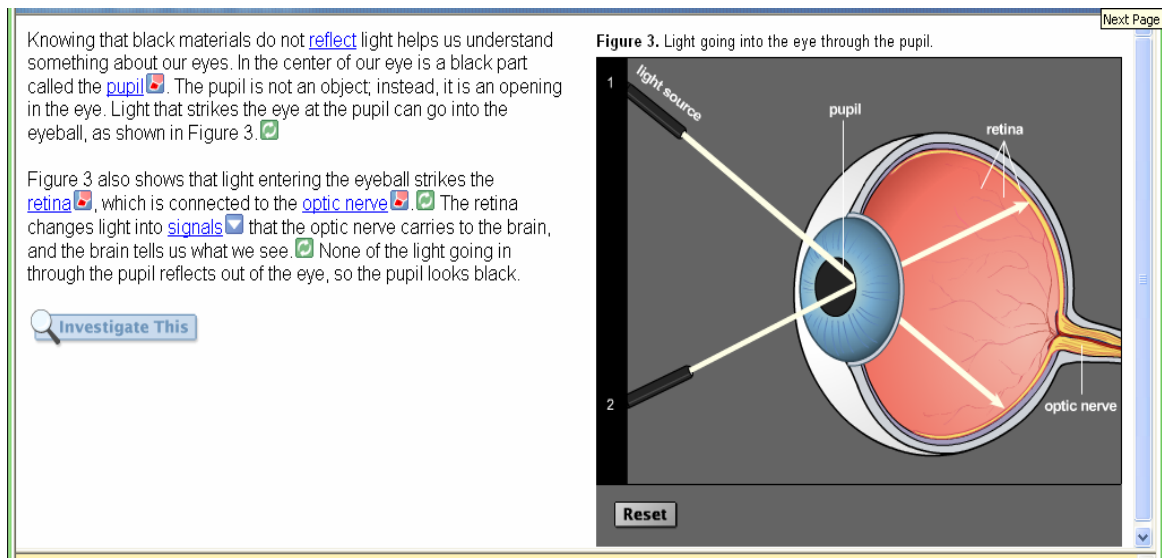 Next Page
Knowing that black materials do not reflect light helps us understand
something about our eyes. In the center of our eye is a black part
called the pupil. The pupil is not an object; instead, it is an opening
in the eye. Light that strikes the eye at the pupil can go into the
eyeball, as shown in Figure 3.
Figure 3 also shows that light entering the eyeball strikes the
retina, which is connected to the optic nerve. The retina
changes light into signals that the optic nerve carries to the brain,
and the brain tells us what we see. None of the light going in
through the pupil reflects out of the eye, so the pupil looks black.
Investigate This
Figure 3. Light going into the eye through the pupil.
1
light source
pupil
retina
2
optic nerve
Reset